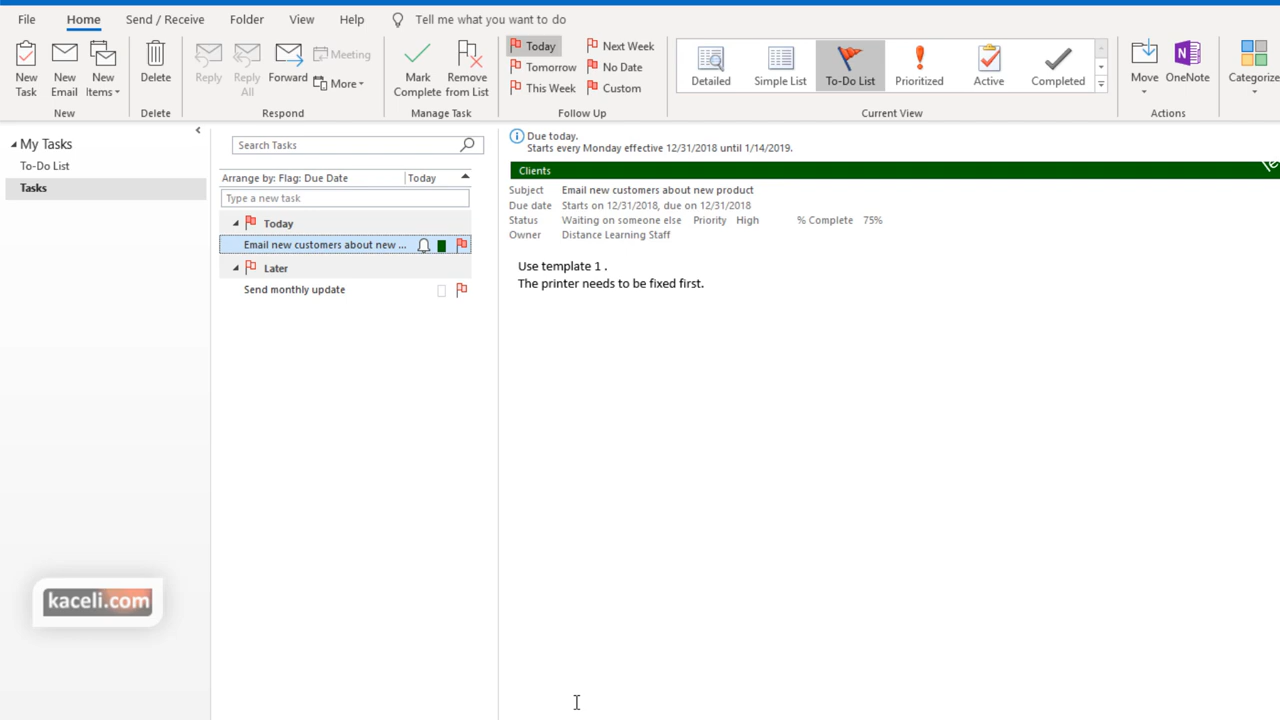 File Home Send / Receive Folder View Help Tell me what you want to do
New Task
New Email
New Items
Delete
Reply
Reply All
Forward
Meeting
More
Mark Complete
Remove from List
Today
Tomorrow
This Week
Next Week
No Date
Custom
Detailed
Simple List
To-Do List
Prioritized
Active
Completed
Move
OneNote
Categorize
New Delete Respond Manage Task Follow Up Current View Actions
My Tasks
To-Do List
Tasks
Search Tasks
Arrange by: Flag: Due Date Today
Type a new task
Today
Email new customers about new ...
Later
Send monthly update
Due today.
Starts every Monday effective 12/31/2018 until 1/14/2019.
Clients
Subject Email new customers about new product
Due date Starts on 12/31/2018, due on 12/31/2018
Status Waiting on someone else Priority High % Complete 75%
Owner Distance Learning Staff
Use template 1 .
The printer needs to be fixed first.
kaceli.com